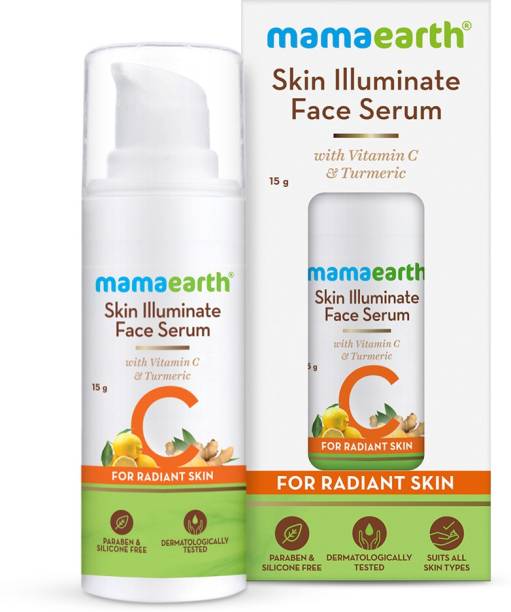 mamaearth®
Skin Illuminate
Face Serum
with Vitamin C
& Turmeric
15 g
C
FOR RADIANT SKIN
PARABEN &
SILICONE FREE
DERMATOLOGICALLY
TESTED
mamaearth®
Skin Illuminate
Face Serum
with Vitamin C
& Turmeric
15 g
mamaearth
Skin Illuminate
Face Serum
with Vitamin C
& Turmeric
5 g
C
FOR RADIANT SKIN
FOR RADIANT SKIN
PARABEN &
SILICONE FREE
DERMATOLOGICALLY
TESTED
SUITS ALL
SKIN TYPES